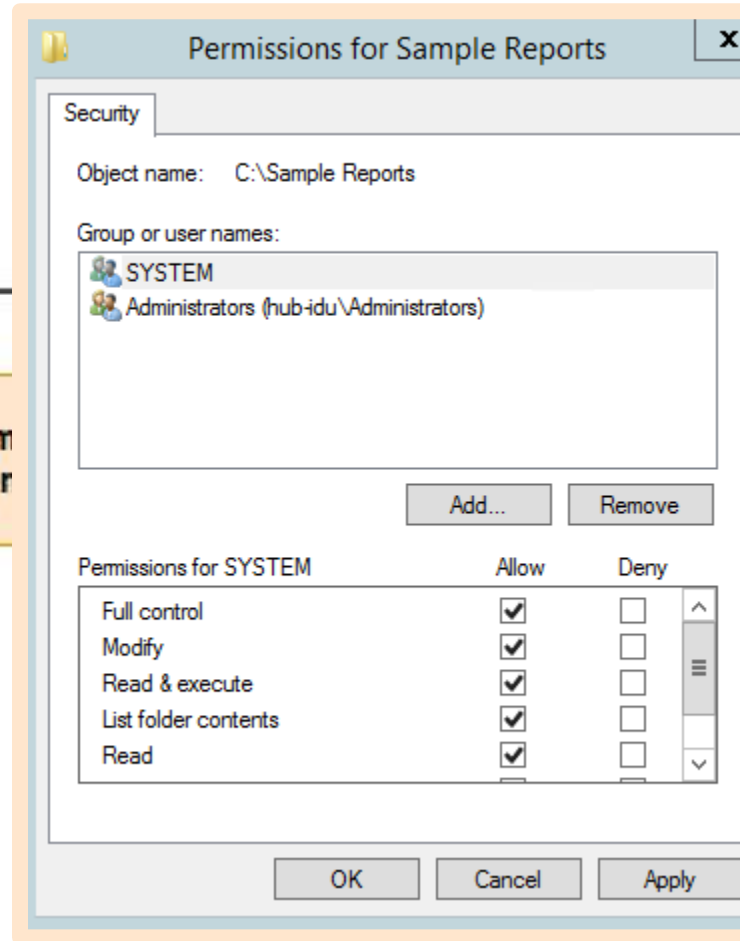 Permissions for Sample Reports
x
Security
Object name: C:\Sample Reports
Group or user names:
SYSTEM
Administrators (hub-idu\Administrators)
Add... Remove
Permissions for SYSTEM Allow Deny
Full control
Modify
Read & execute
List folder contents
Read
OK Cancel Apply